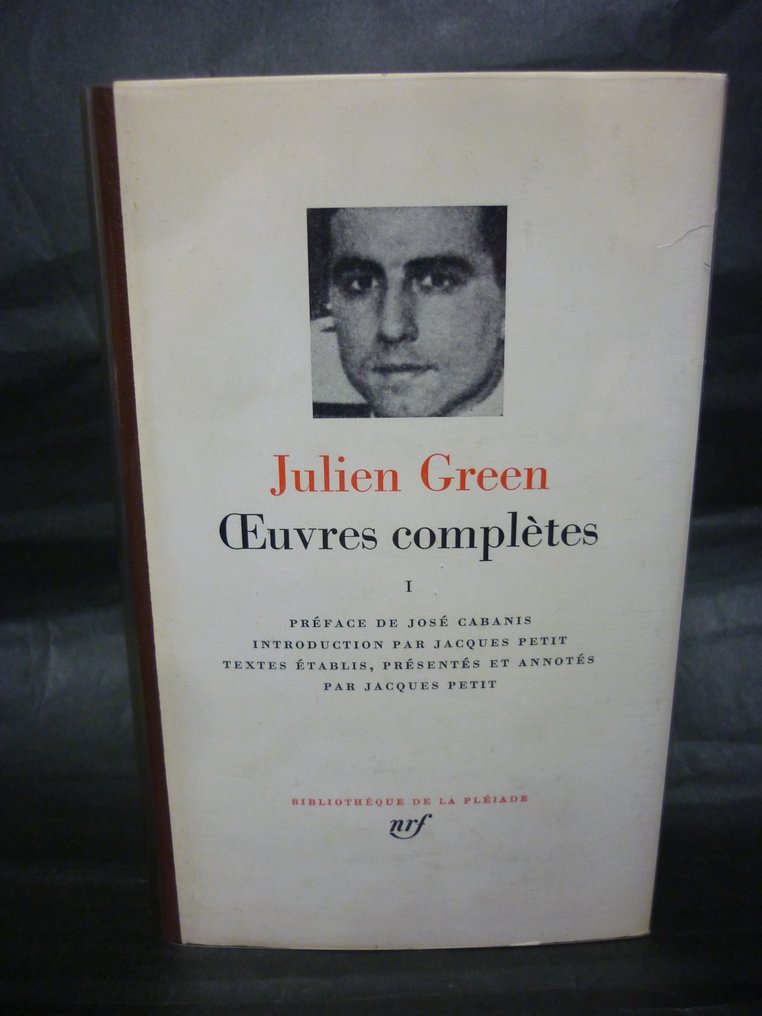 Julien Green
Œuvres complètes
I
PRÉFACE DE JOSÉ CABANIS
INTRODUCTION PAR JACQUES PETIT
TEXTES ÉTABLIS, PRÉSENTÉS ET ANNOTÉS
PAR JACQUES PETIT
BIBLIOTHÈQUE DE LA PLÉIADE
nrf